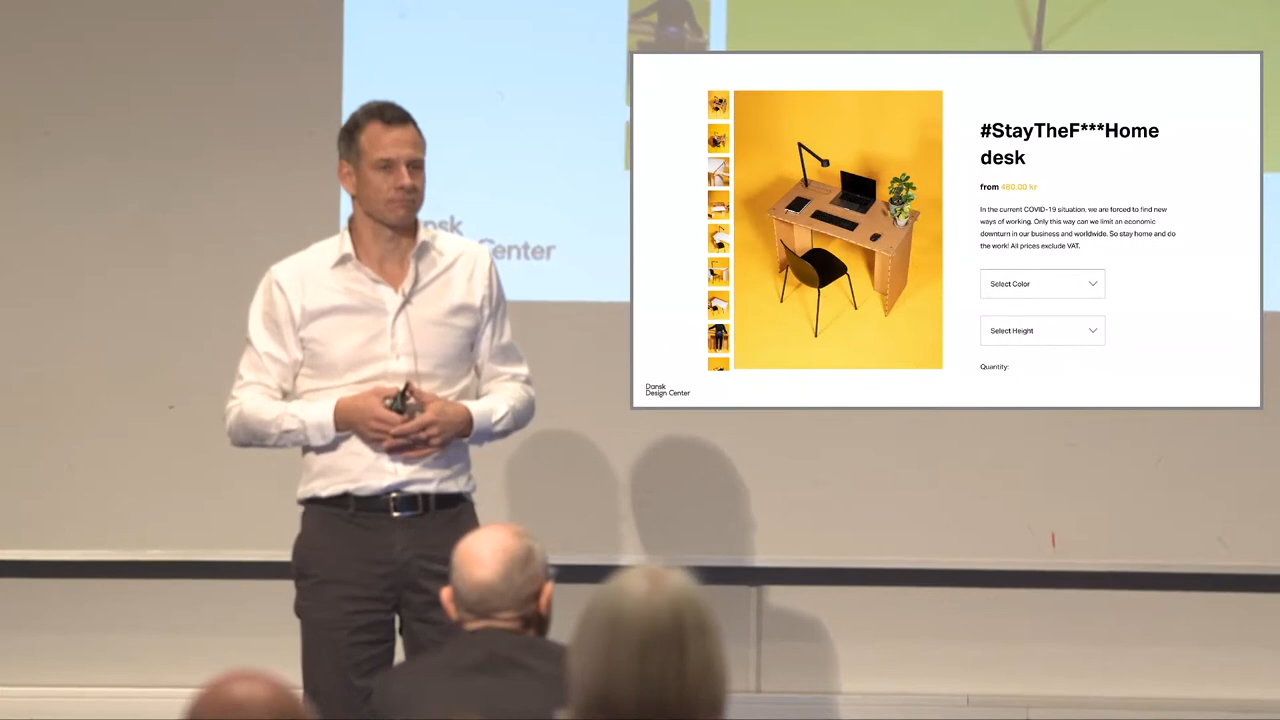 nsk
Center
#StayTheF***Home
desk
from 480.00 kr
In the current COVID-19 situation, we are forced to find new
ways of working. Only this way can we limit an economic
downturn in our business and worldwide. So stay home and do
the work! All prices exclude VAT.
Select Color
Select Height
Quantity:
Dansk
Design Center